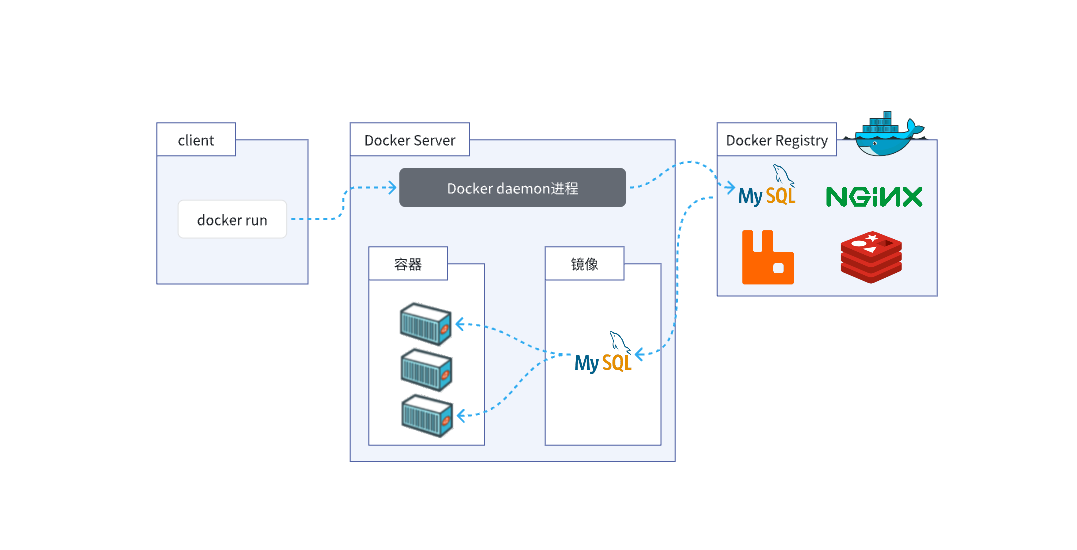 client
docker run
Docker Server
Docker daemon进程
容器
镜像
MySQL
Docker Registry
MySQL
NGiNX